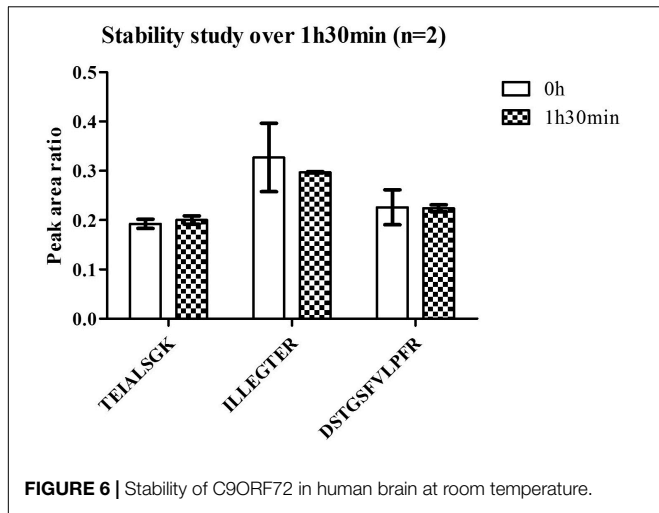 Stability study over 1h30min (n=2)
0h
1h30min
Peak area ratio
0.5
0.4
0.3
0.2
0.1
0.0
TEIALSGK
ILLEGTER
DSTGSFVLPFR
FIGURE 6 | Stability of C9ORF72 in human brain at room temperature.